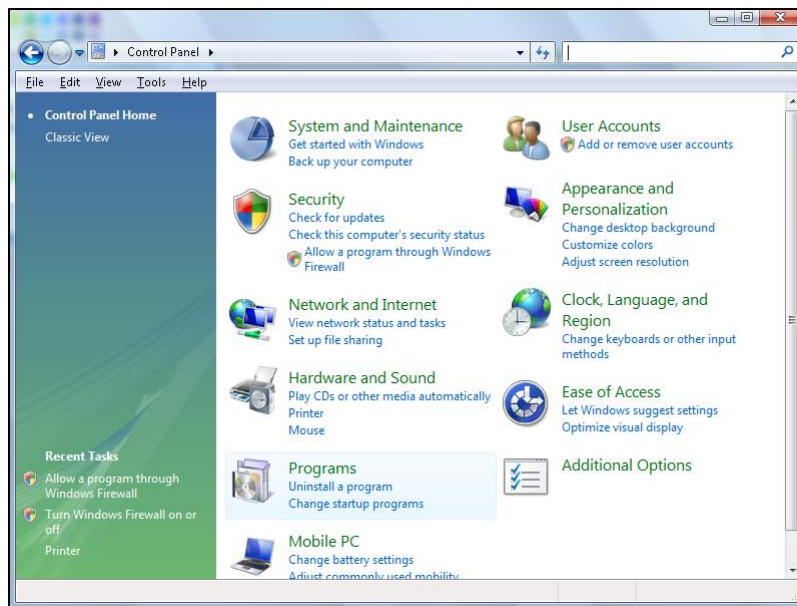 Control Panel
File Edit View Tools Help
Control Panel Home
Classic View
Recent Tasks
Allow a program through
Windows Firewall
Turn Windows Firewall on or
off
Printer
System and Maintenance
Get started with Windows
Back up your computer
Security
Check for updates
Check this computer's security status
Allow a program through Windows
Firewall
Network and Internet
View network status and tasks
Set up file sharing
Hardware and Sound
Play CDs or other media automatically
Printer
Mouse
Programs
Uninstall a program
Change startup programs
Mobile PC
Change battery settings
Adjust commonly used mobility
User Accounts
Add or remove user accounts
Appearance and
Personalization
Change desktop background
Customize colors
Adjust screen resolution
Clock, Language, and
Region
Change keyboards or other input
methods
Ease of Access
Let Windows suggest settings
Optimize visual display
Additional Options